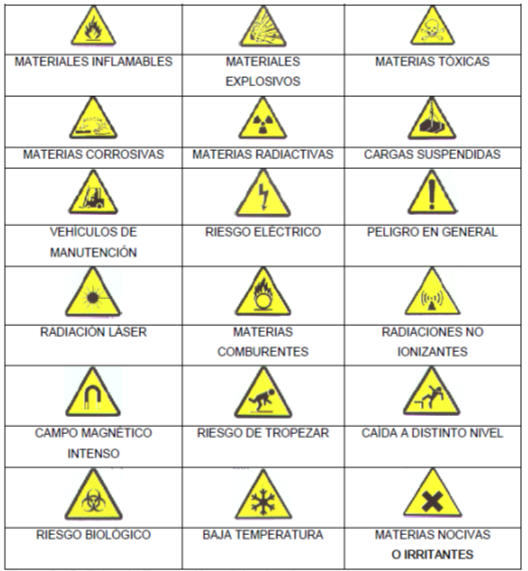 MATERIALES INFLAMABLES
MATERIALES
EXPLOSIVOS
MATERIAS TÓXICAS
MATERIAS CORROSIVAS
MATERIAS RADIACTIVAS
CARGAS SUSPENDIDAS
VEHÍCULOS DE
MANUTENCIÓN
RIESGO ELÉCTRICO
PELIGRO EN GENERAL
RADIACIÓN LÁSER
MATERIAS
COMBURENTES
RADIACIONES NO
IONIZANTES
CAMPO MAGNÉTICO
INTENSO
RIESGO DE TROPEZAR
CAÍDA A DISTINTO NIVEL
RIESGO BIOLÓGICO
BAJA TEMPERATURA
MATERIAS NOCIVAS
O IRRITANTES